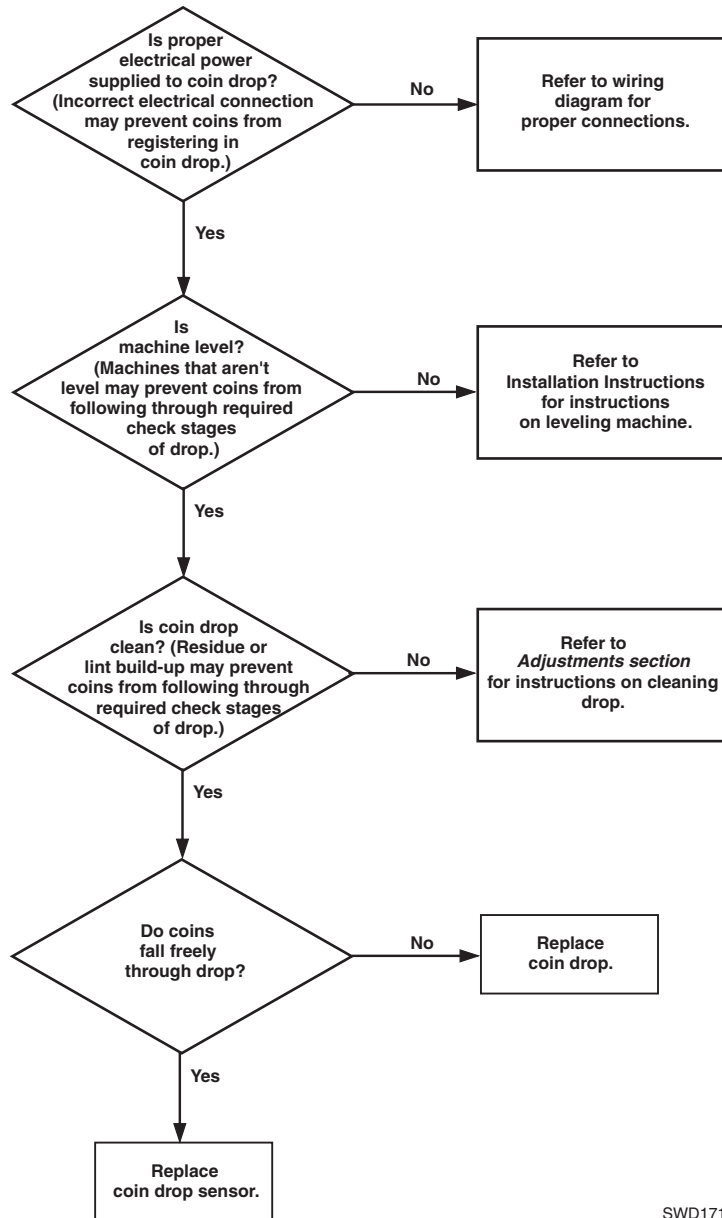 Is proper
electrical power
supplied to coin drop?
(Incorrect electrical connection
may prevent coins from
registering in
coin drop.)
No
Refer to wiring
diagram for
proper connections.
Yes
Is
machine level?
(Machines that aren't
level may prevent coins from
following through required
check stages
of drop.)
No
Refer to
Installation Instructions
for instructions
on leveling machine.
Yes
Is coin drop
clean? (Residue or
lint build-up may prevent
coins from following through
required check stages
of drop.)
No
Refer to
Adjustments section
for instructions on cleaning
drop.
Yes
Do coins
fall freely
through drop?
No
Replace
coin drop.
Yes
Replace
coin drop sensor.
SWD171